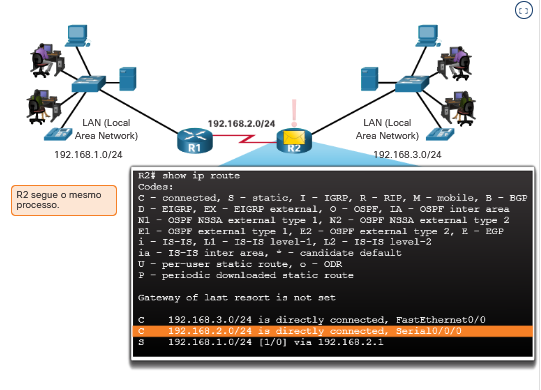 LAN (Local
Area Network)
192.168.1.0/24
192.168.2.0/24
R1
R2
LAN (Local
Area Network)
192.168.3.0/24
R2 segue o mesmo
processo.
R2# show ip route
Codes:
C - connected, S - static, I - IGRP, R - RIP, M - mobile, B - BGP
D - EIGRP, EX - EIGRP external, O - OSPF, IA - OSPF inter area
N1 - OSPF NSSA external type 1, N2 - OSPF NSSA external type 2
E1 - OSPF external type 1, E2 - OSPF external type 2, E - EGP
i - IS-IS, L1 - IS-IS level-1, L2 - IS-IS level-2
ia - IS-IS inter area, * - candidate default
U - per-user static route, o - ODR
P - periodic downloaded static route
Gateway of last resort is not set
C 192.168.3.0/24 is directly connected, FastEthernet0/0
C 192.168.2.0/24 is directly connected, Serial0/0/0
S 192.168.1.0/24 [1/0] via 192.168.2.1